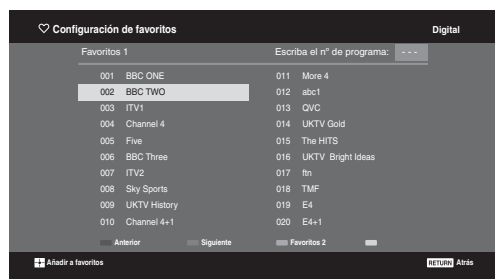 Configuración de favoritos Digital
Favoritos 1 Escriba el nº de programa: - - -
001 BBC ONE
002 BBC TWO
003 ITV1
004 Channel 4
005 Five
006 BBC Three
007 ITV2
008 Sky Sports
009 UKTV History
010 Channel 4+1
011 More 4
012 abc1
013 QVC
014 UKTV Gold
015 The HITS
016 UKTV Bright Ideas
017 ftn
018 TMF
019 E4
020 E4+1
Anterior Siguiente Favoritos 2
Añadir a favoritos RETURN Atrás